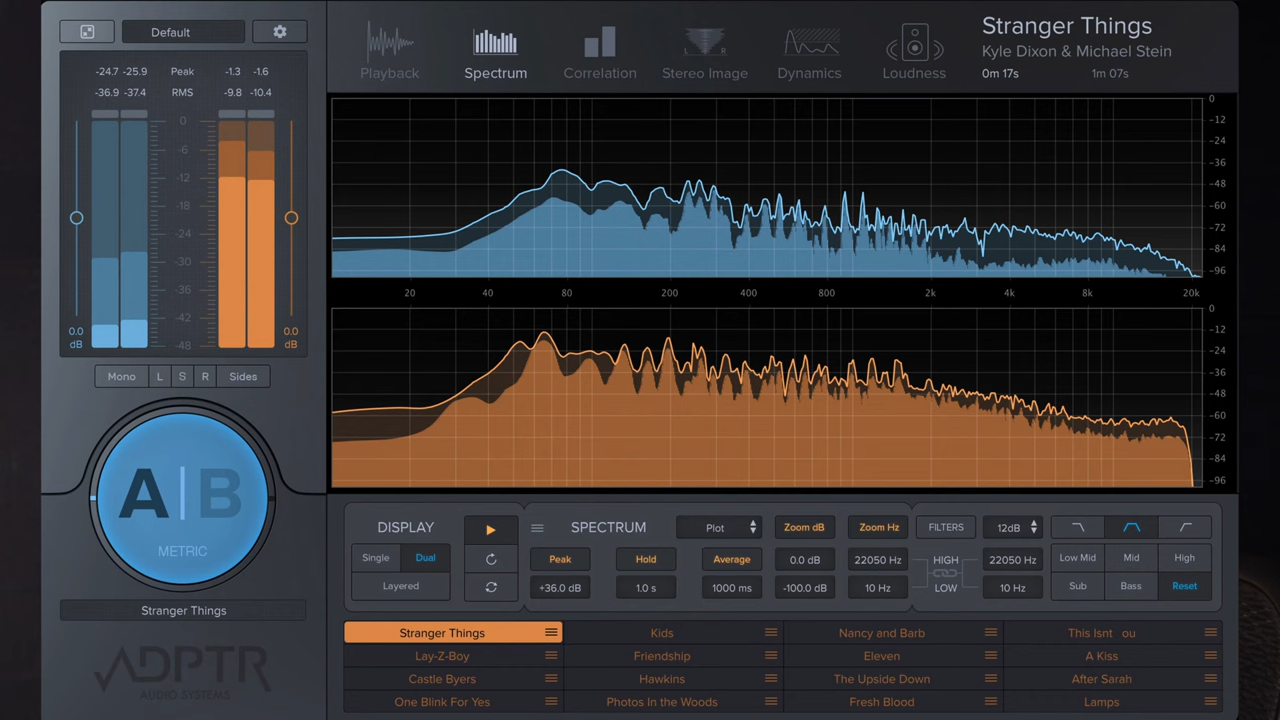 Default
-24.7 -25.9 Peak -1.3 -1.6
-36.9 -37.4 RMS -9.8 -10.4
0
-6
-12
-18
-24
-30
-36
-42
-48
0.0 dB
0.0 dB
Mono L S R Sides
A B
METRIC
Stranger Things
ADPTR
AUDIO SYSTEMS
Playback Spectrum Correlation Stereo Image L R Dynamics Loudness
Stranger Things
Kyle Dixon & Michael Stein
0m 17s 1m 07s
0
-12
-24
-36
-48
-60
-72
-84
-96
20 40 80 200 400 800 2k 4k 8k 20k
0
-12
-24
-36
-48
-60
-72
-84
-96
DISPLAY SPECTRUM Plot Zoom dB Zoom Hz FILTERS 12dB
Single Dual Peak Hold Average 0.0 dB 22050 Hz HIGH 22050 Hz Low Mid Mid High
Layered +36.0 dB 1.0 s 1000 ms -100.0 dB 10 Hz LOW 10 Hz Sub Bass Reset
Stranger Things Kids Nancy and Barb This Isnt ou
Lay-Z-Boy Friendship Eleven A Kiss
Castle Byers Hawkins The Upside Down After Sarah
One Blink For Yes Photos In the Woods Fresh Blood Lamps